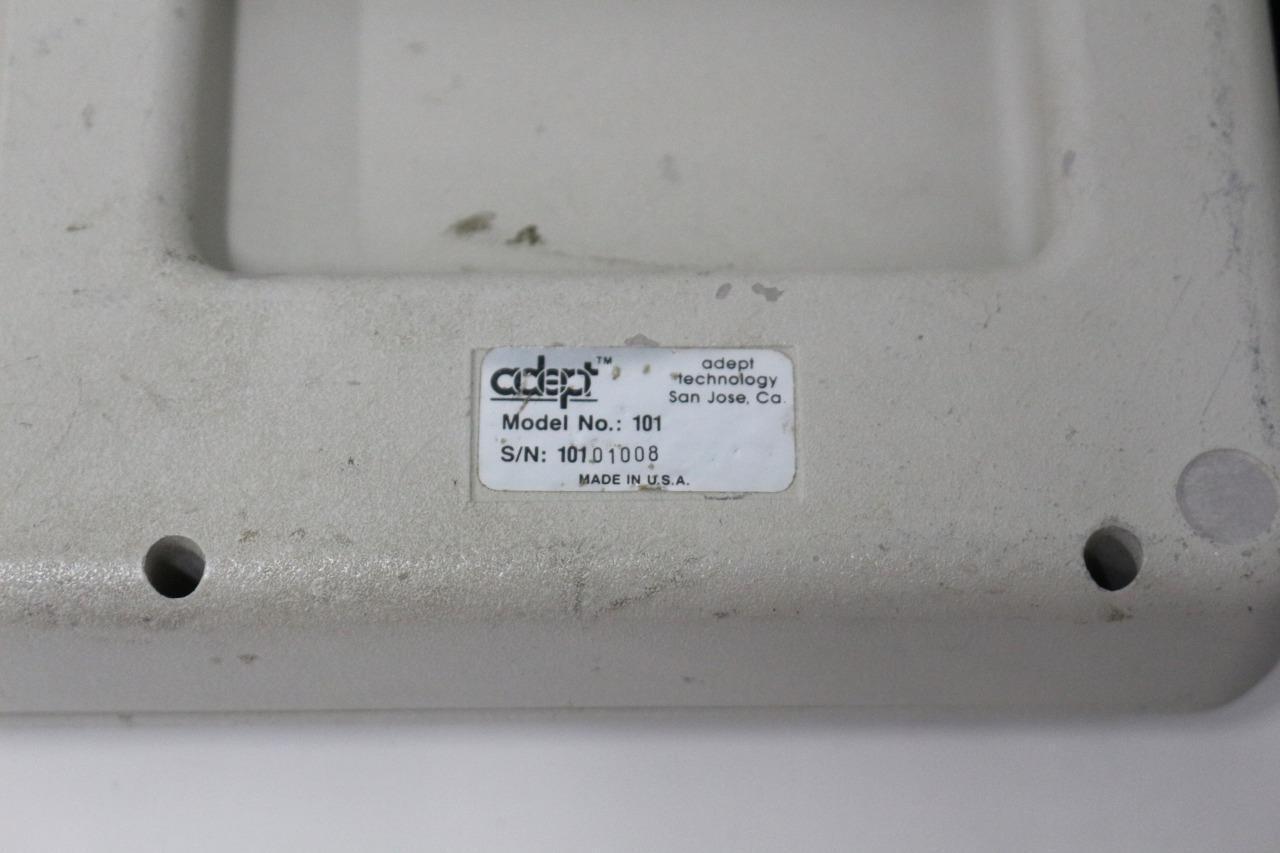 adept™
adept
technology
San Jose, Ca.
Model No.: 101
S/N: 10101008
MADE IN U.S.A.